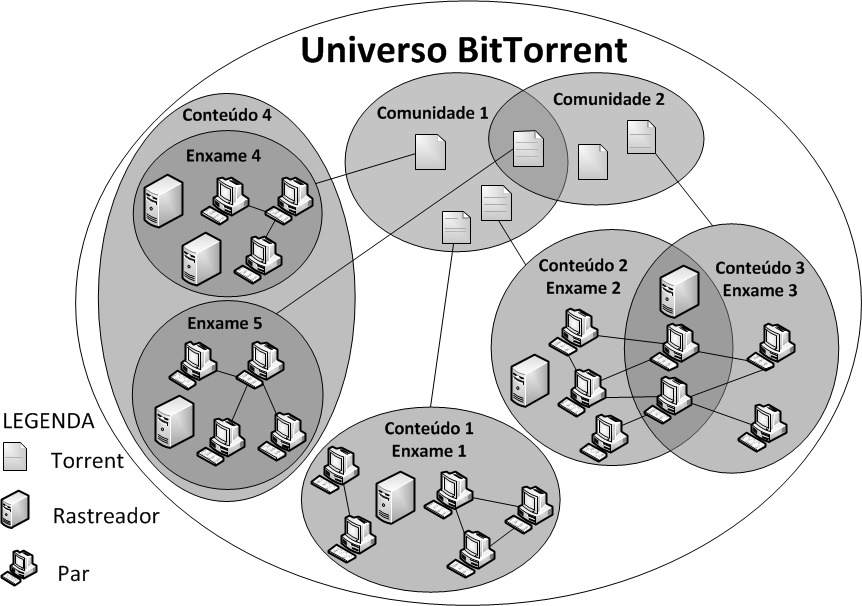 Universo BitTorrent
Conteúdo 4
Enxame 4
Comunidade 1
Comunidade 2
Enxame 5
Conteúdo 2
Enxame 2
Conteúdo 3
Enxame 3
Conteúdo 1
Enxame 1
LEGENDA
Torrent
Rastreador
Par